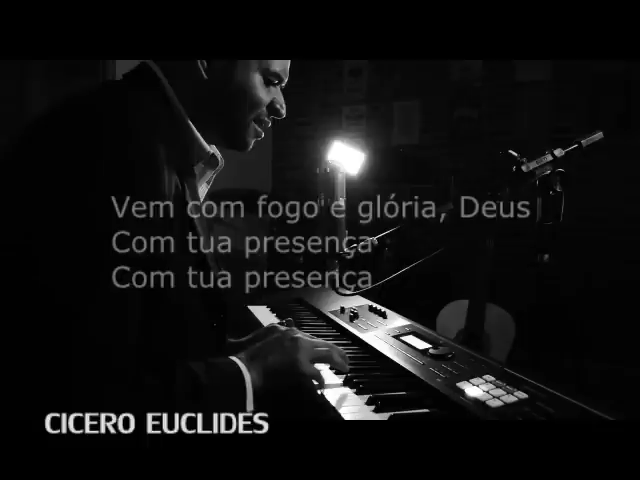 Vem com fogo e glória, Deus
Com tua presença
Com tua presença
CICERO EUCLIDES